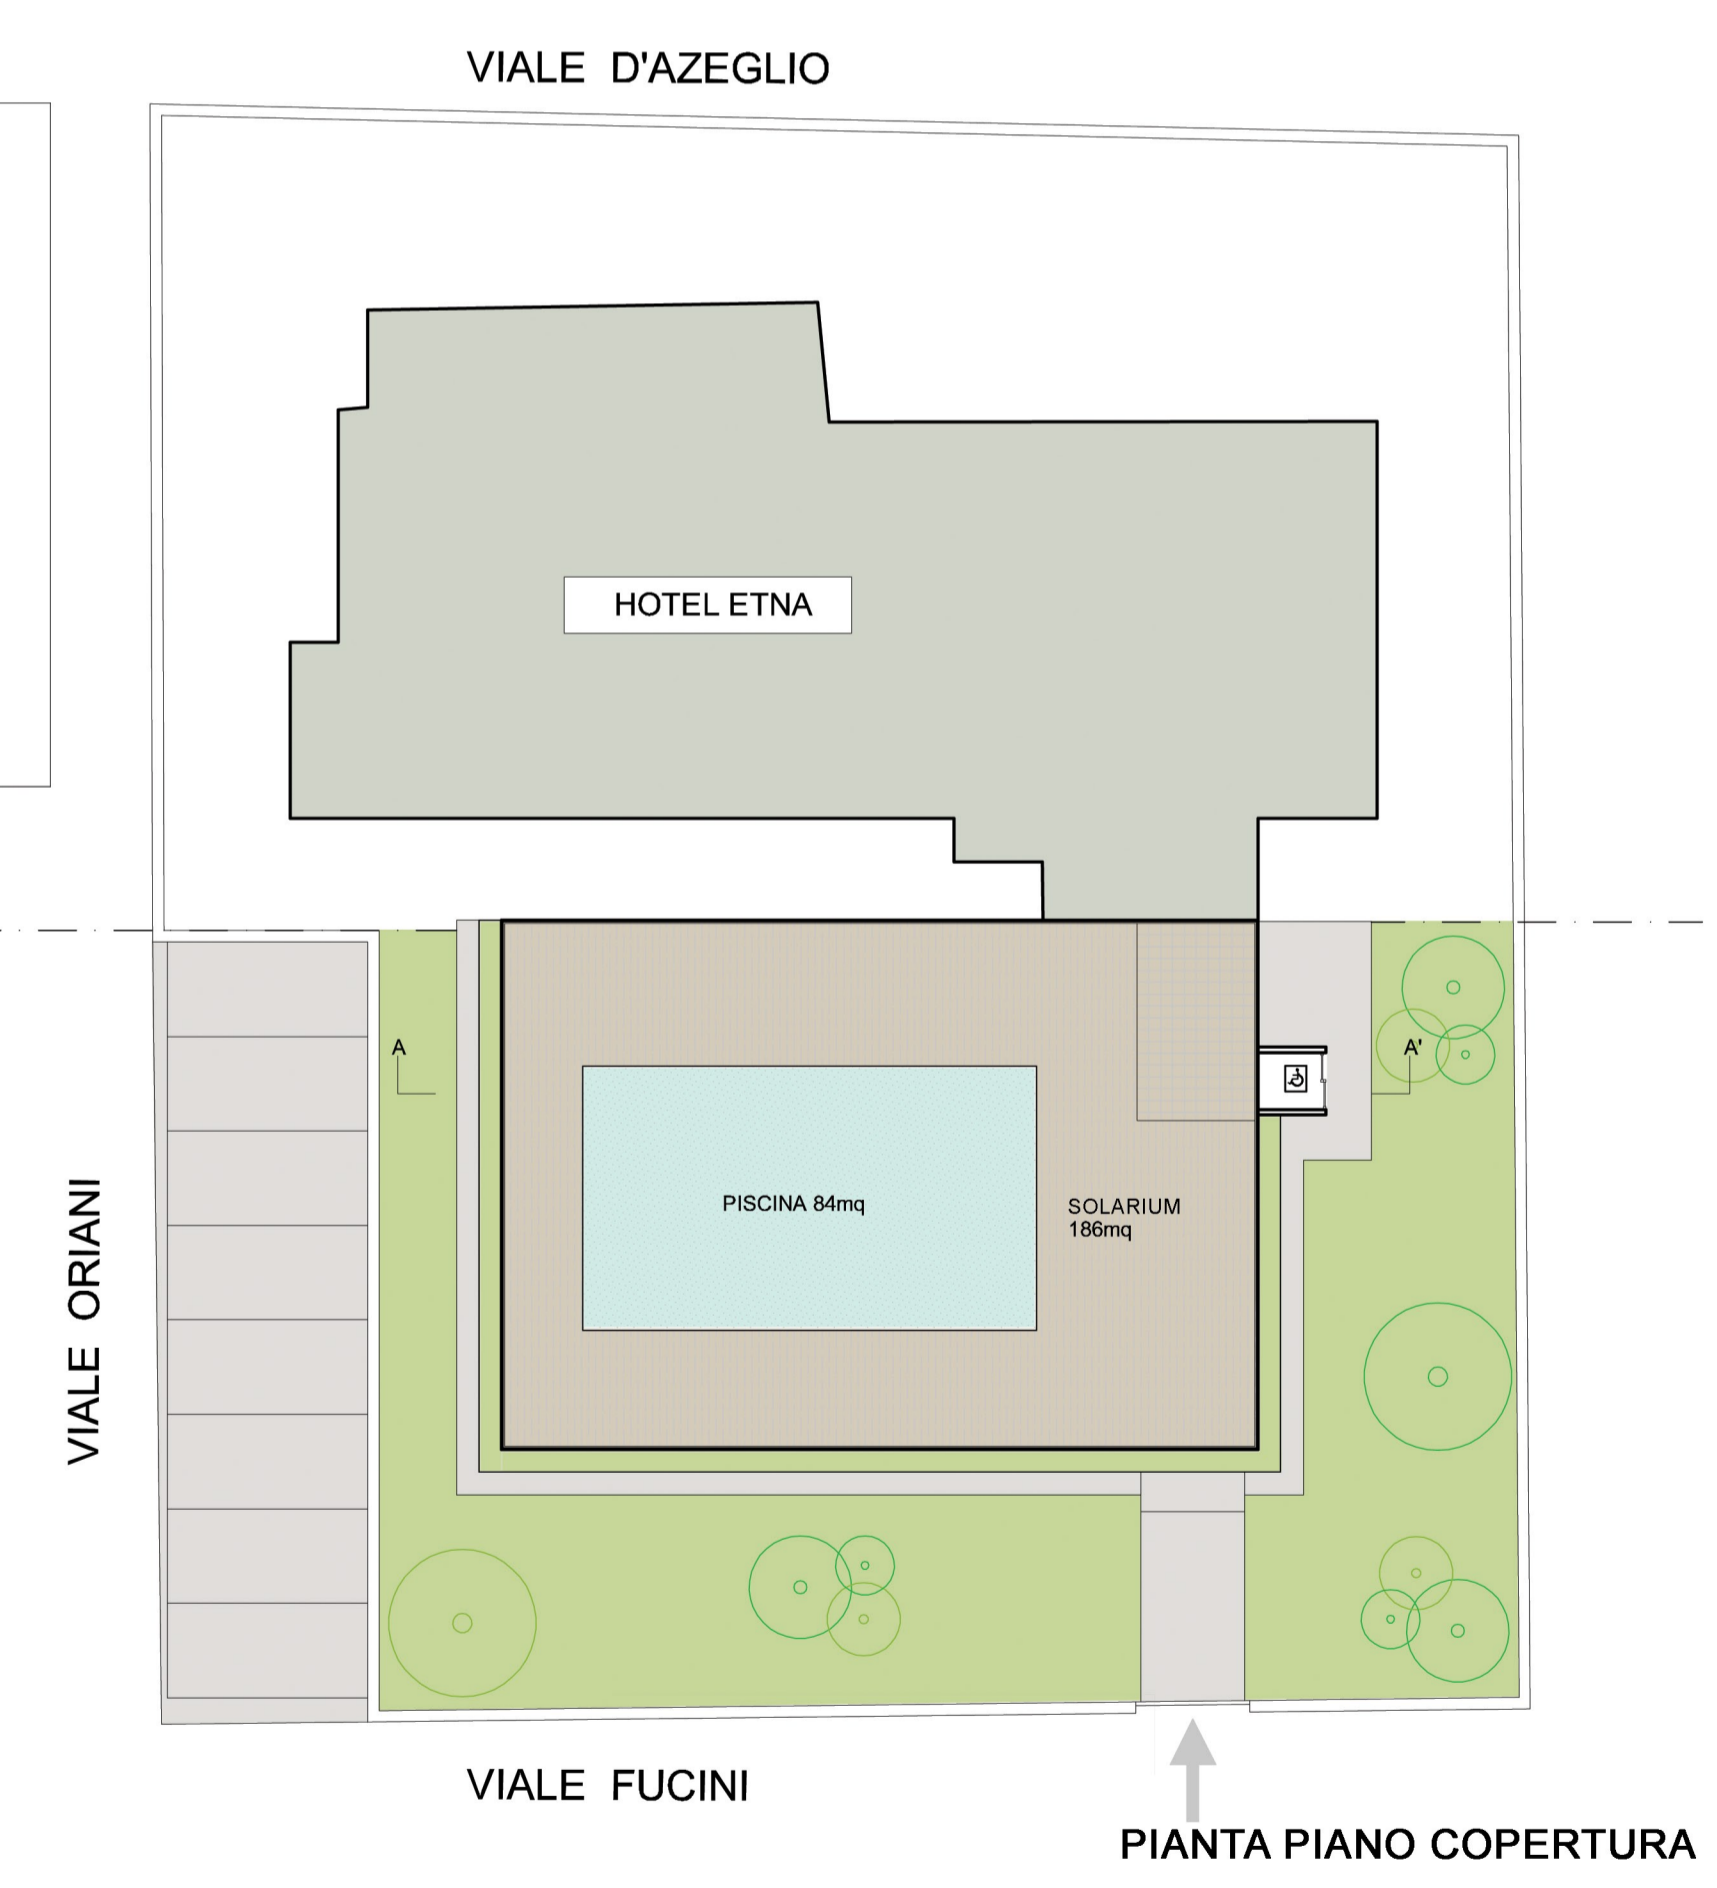 VIALE D'AZEGLIO
HOTEL ETNA
A
A'
VIALE ORIANI
PISCINA 84mq
SOLARIUM
186mq
VIALE FUCINI
PIANTA PIANO COPERTURA